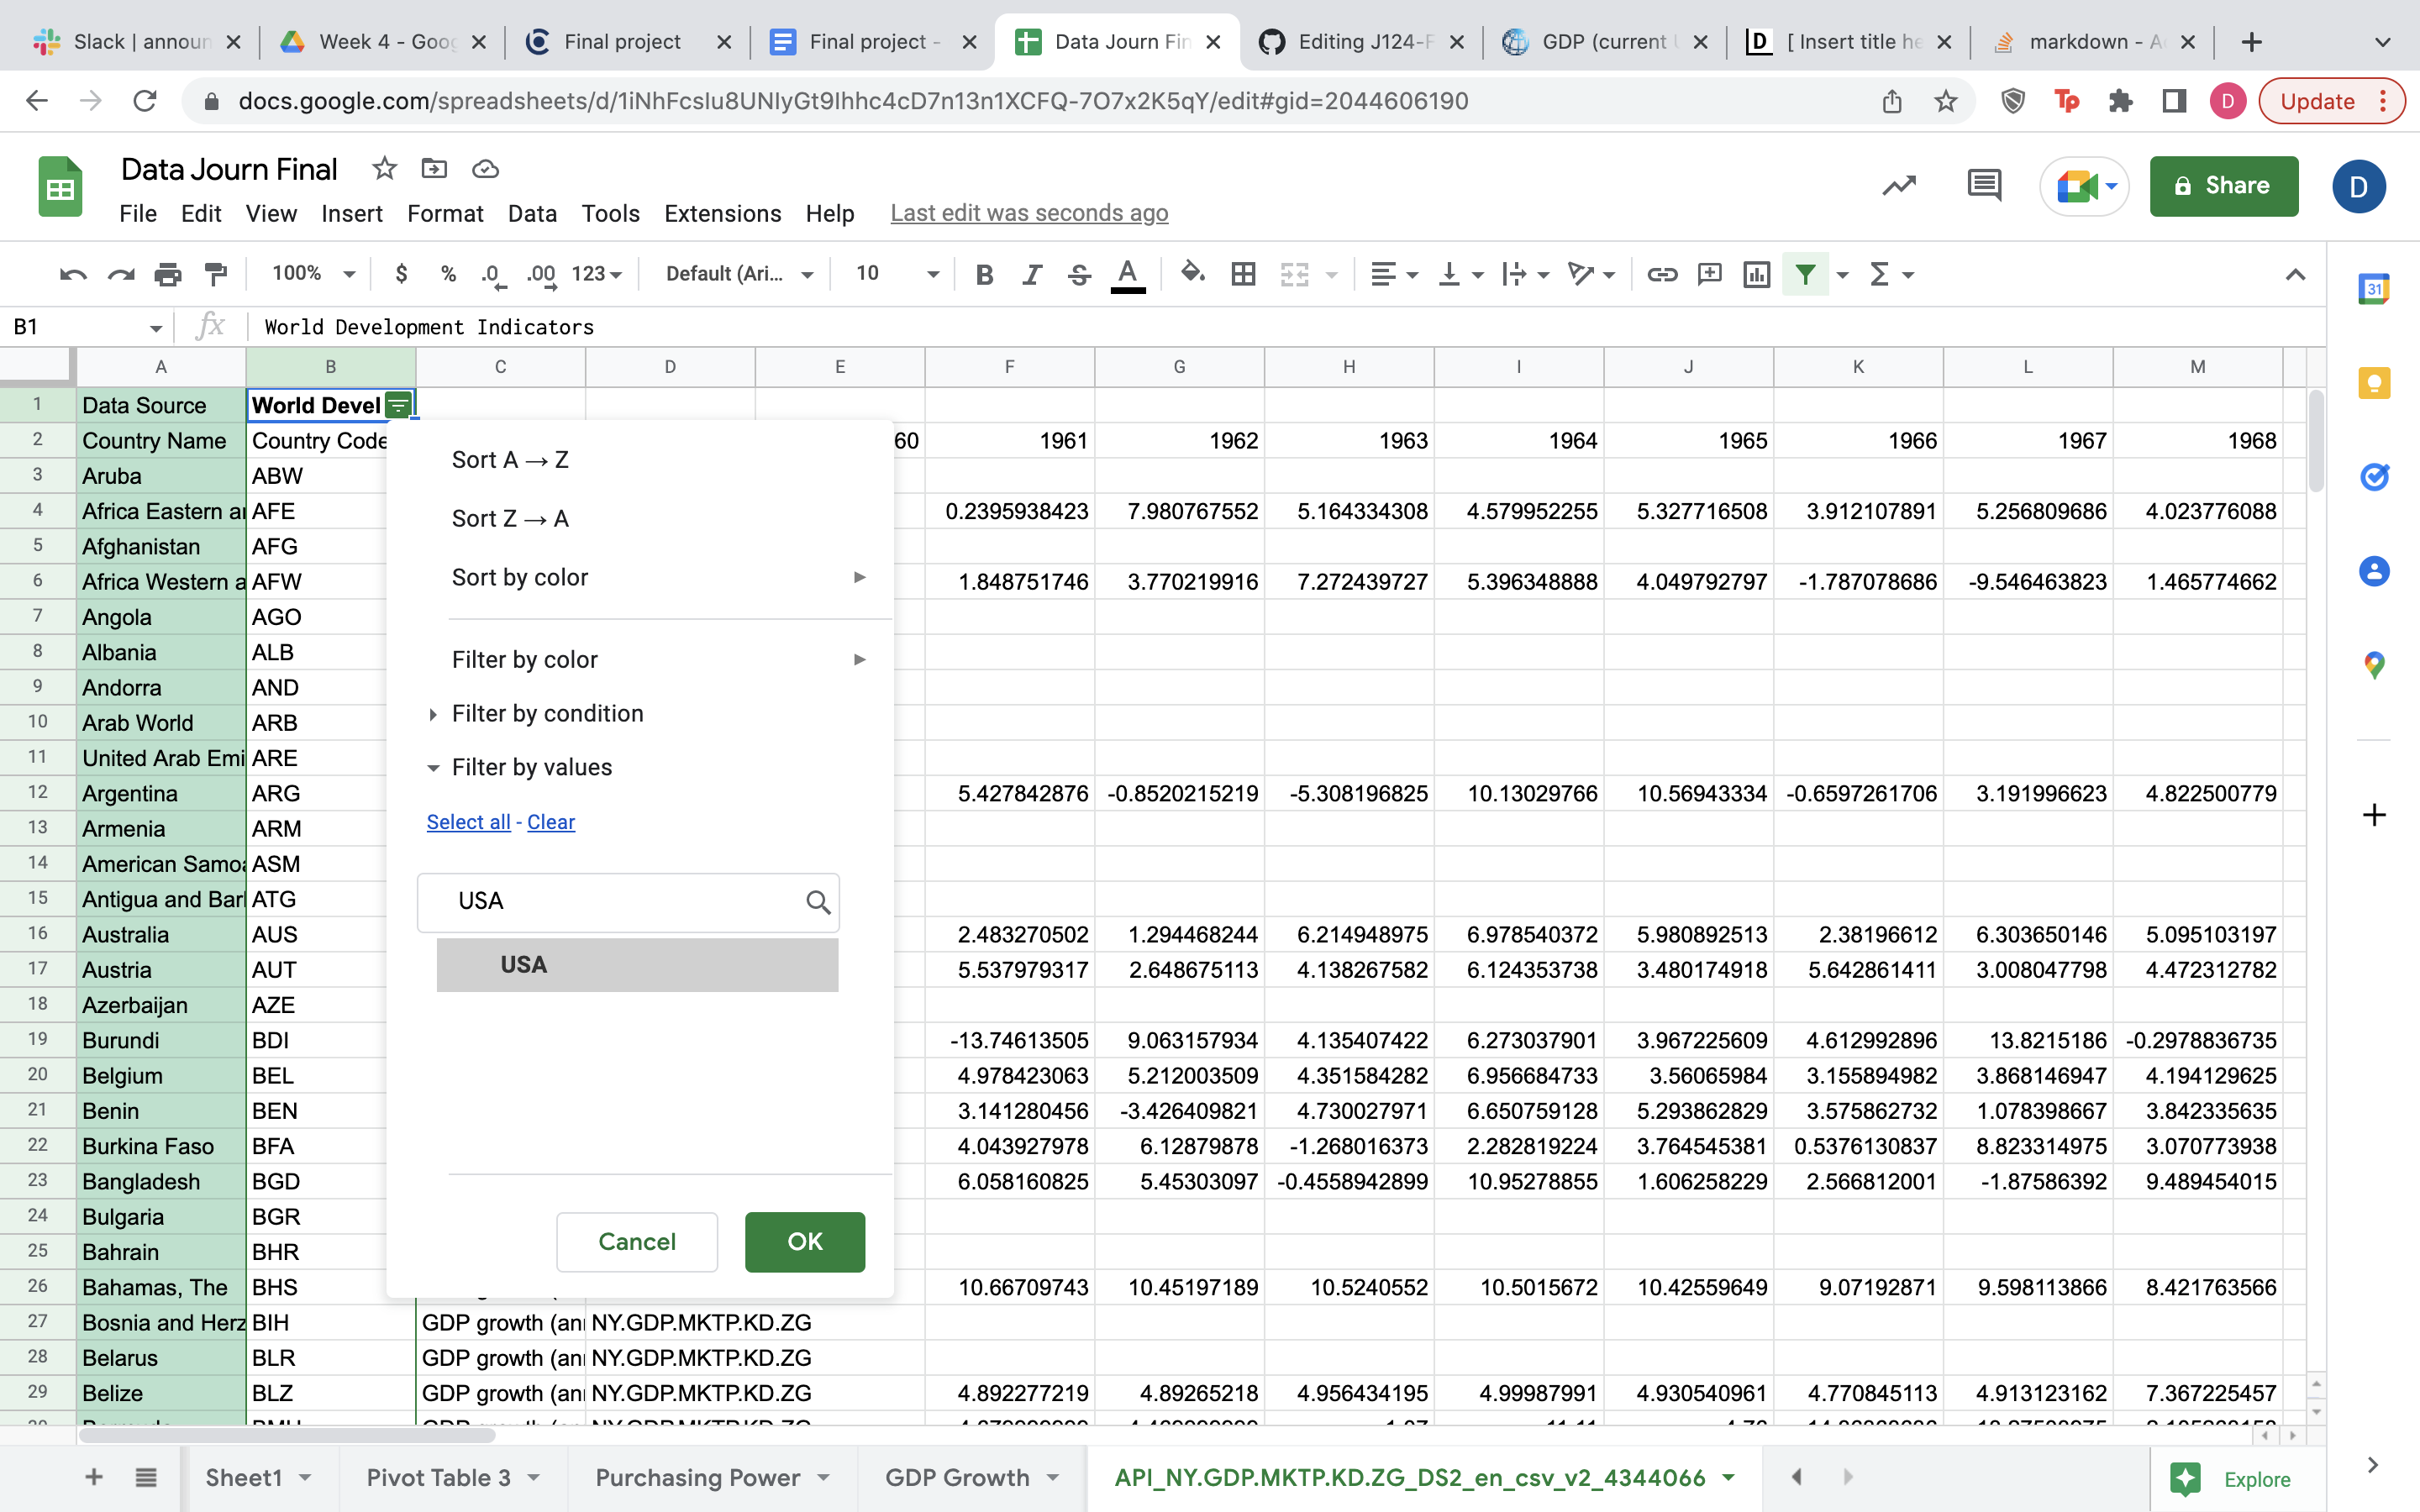 Slack | announ
Week 4 - Goog
Final project
Final project -
Data Journ Fin
Editing J124-F
GDP (current U
D [ Insert title he
markdown - A
docs.google.com/spreadsheets/d/1iNhFcsIu8UNIyGt9Ihhc4cD7n13n1XCFQ-7O7x2K5qY/edit#gid=2044606190
Tp
D
Update
Data Journ Final
Share
D
File Edit View Insert Format Data Tools Extensions Help Last edit was seconds ago
100% $ % .0 .00 123 Default (Ari... 10 B I S A Σ
31
B1 fx World Development Indicators
A B C D E F G H I J K L M
1 Data Source World Devel
2 Country Name Country Code 60 1961 1962 1963 1964 1965 1966 1967 1968
3 Aruba ABW
4 Africa Eastern a AFE 0.2395938423 7.980767552 5.164334308 4.579952255 5.327716508 3.912107891 5.256809686 4.023776088
5 Afghanistan AFG
6 Africa Western a AFW 1.848751746 3.770219916 7.272439727 5.396348888 4.049792797 -1.787078686 -9.546463823 1.465774662
7 Angola AGO
8 Albania ALB
9 Andorra AND
10 Arab World ARB
11 United Arab Emi ARE
12 Argentina ARG 5.427842876 -0.8520215219 -5.308196825 10.13029766 10.56943334 -0.6597261706 3.191996623 4.822500779
13 Armenia ARM
14 American Samoa ASM
15 Antigua and Bar ATG
16 Australia AUS 2.483270502 1.294468244 6.214948975 6.978540372 5.980892513 2.38196612 6.303650146 5.095103197
17 Austria AUT 5.537979317 2.648675113 4.138267582 6.124353738 3.480174918 5.642861411 3.008047798 4.472312782
18 Azerbaijan AZE
19 Burundi BDI -13.74613505 9.063157934 4.135407422 6.273037901 3.967225609 4.612992896 13.8215186 -0.2978836735
20 Belgium BEL 4.978423063 5.212003509 4.351584282 6.956684733 3.56065984 3.155894982 3.868146947 4.194129625
21 Benin BEN 3.141280456 -3.426409821 4.730027971 6.650759128 5.293862829 3.575862732 1.078398667 3.842335635
22 Burkina Faso BFA 4.043927978 6.12879878 -1.268016373 2.282819224 3.764545381 0.5376130837 8.823314975 3.070773938
23 Bangladesh BGD 6.058160825 5.45303097 -0.4558942899 10.95278855 1.606258229 2.566812001 -1.87586392 9.489454015
24 Bulgaria BGR
25 Bahrain BHR
26 Bahamas, The BHS 10.66709743 10.45197189 10.5240552 10.5015672 10.42559649 9.07192871 9.598113866 8.421763566
27 Bosnia and Herz BIH GDP growth (ann NY.GDP.MKTP.KD.ZG
28 Belarus BLR GDP growth (ann NY.GDP.MKTP.KD.ZG
29 Belize BLZ GDP growth (ann NY.GDP.MKTP.KD.ZG 4.892277219 4.89265218 4.956434195 4.99987991 4.930540961 4.770845113 4.913123162 7.367225457
Sort A → Z
Sort Z → A
Sort by color
Filter by color
Filter by condition
Filter by values
Select all - Clear
USA
USA
Cancel OK
Sheet1 Pivot Table 3 Purchasing Power GDP Growth API_NY.GDP.MKTP.KD.ZG_DS2_en_csv_v2_4344066 Explore